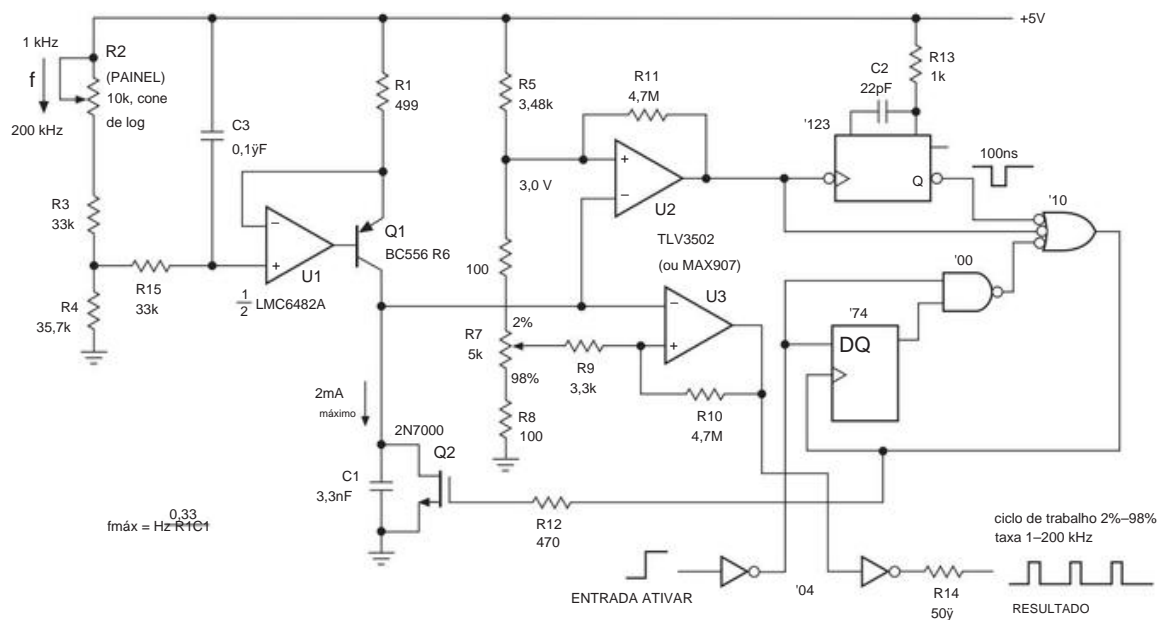 +5V
1 kHz
R2
(PAINEL)
10k, cone
de log
f
200 kHz
C3
0,1ÿF
R1
499
R5
3,48k
R11
4,7M
C2
22pF
R13
1k
'123
Q
100ns
'10
3,0 V
+
−
U2
TLV3502
(ou MAX907)
R3
33k
−
+
U1
1/2 LMC6482A
Q1
BC556 R6
100
R4
35,7k
R15
33k
U3
−
+
'00
'74
DQ
2%
R7
5k
98%
R9
3,3k
R10
4,7M
R8
100
2mA
máximo
2N7000
Q2
C1
3,3nF
R12
470
0,33
fmáx = Hz R1C1
ENTRADA ATIVAR
'04
R14
50ÿ
ciclo de trabalho 2%–98%
taxa 1–200 kHz
RESULTADO